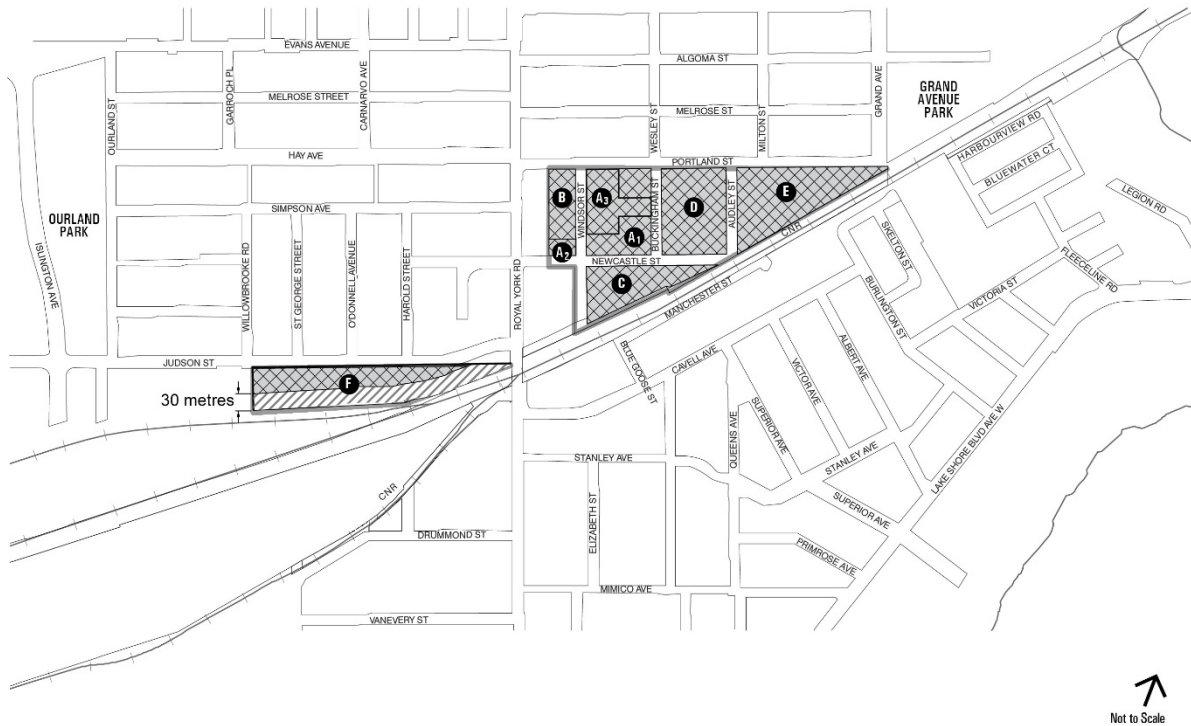 EVANS AVENUE
ALGOMA ST
MELROSE STREET
MELROSE ST
HAY AVE
PORTLAND ST
SIMPSON AVE
NEWCASTLE ST
JUDSON ST
MANCHESTER ST
OURLAND ST
GARROCH PL
CARNARVO AVE
WESLEY ST
MILTON ST
GRAND AVE
GRAND
AVENUE
PARK
HARBOURVIEW RD
BLUEWATER CT
LEGION RD
OURLAND
PARK
ISLINGTON AVE
WILLOWBROOKE RD
ST GEORGE STREET
O'DONNELL AVENUE
HAROLD STREET
ROYAL YORK RD
WINDSOR ST
BUCKINGHAM ST
AUDLEY ST
B
A3
A2
A1
D
E
C
F
CNR
SKELTON ST
BURLINGTON ST
VICTORIA ST
FLEECELINE RD
30 metres
BLUE GOOSE ST
CAVELL AVE
ALBERT AVE
VICTOR AVE
SUPERIOR AVE
QUEENS AVE
STANLEY AVE
STANLEY AVE
LAKE SHORE BLVD AVE W
SUPERIOR AVE
PRIMROSE AVE
CNR
DRUMMOND ST
ELIZABETH ST
MIMICO AVE
VANEVERY ST
Not to Scale